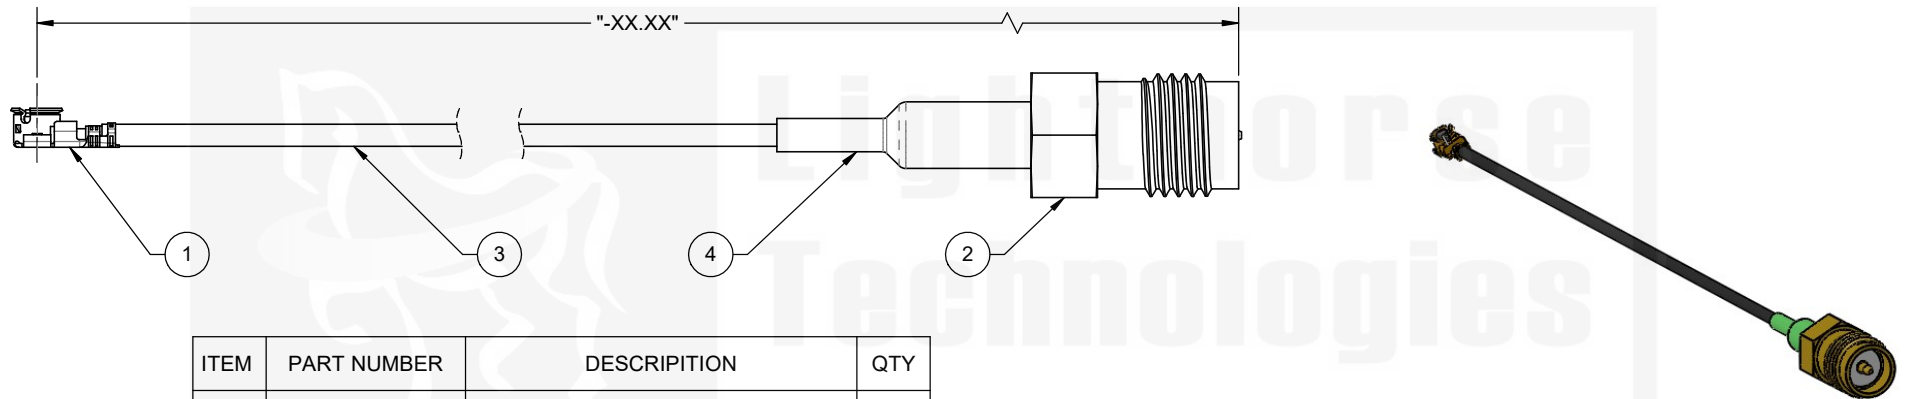 "-XX.XX"
Lighthorse
Technologies
1
3
4
2
ITEM PART NUMBER DESCRIPITION QTY